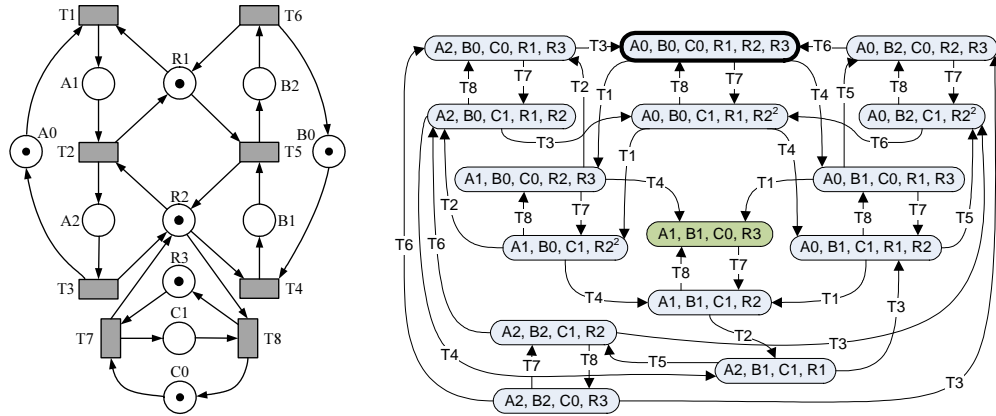 T1
T6
R1
A1
B2
A0
B0
T2
T5
R2
A2
B1
R3
T3
T4
C1
T7
T8
C0
A2, B0, C0, R1, R3
T3
A0, B0, C0, R1, R2, R3
T6
A0, B2, C0, R2, R3
T8
T7
T2
T1
T8
T7
T4
T5
T8
T7
A2, B0, C1, R1, R2
A0, B0, C1, R1, R2²
A0, B2, C1, R2²
T3
T6
T1
T4
A1, B0, C0, R2, R3
T4
T1
A0, B1, C0, R1, R3
T2
T8
T7
A1, B1, C0, R3
T8
T7
T5
T6
T6
A1, B0, C1, R2²
A0, B1, C1, R1, R2
T8
T7
T4
A1, B1, C1, R2
T1
T3
A2, B2, C1, R2
T2
T3
T4
T7
T8
T5
A2, B1, C1, R1
T3
A2, B2, C0, R3